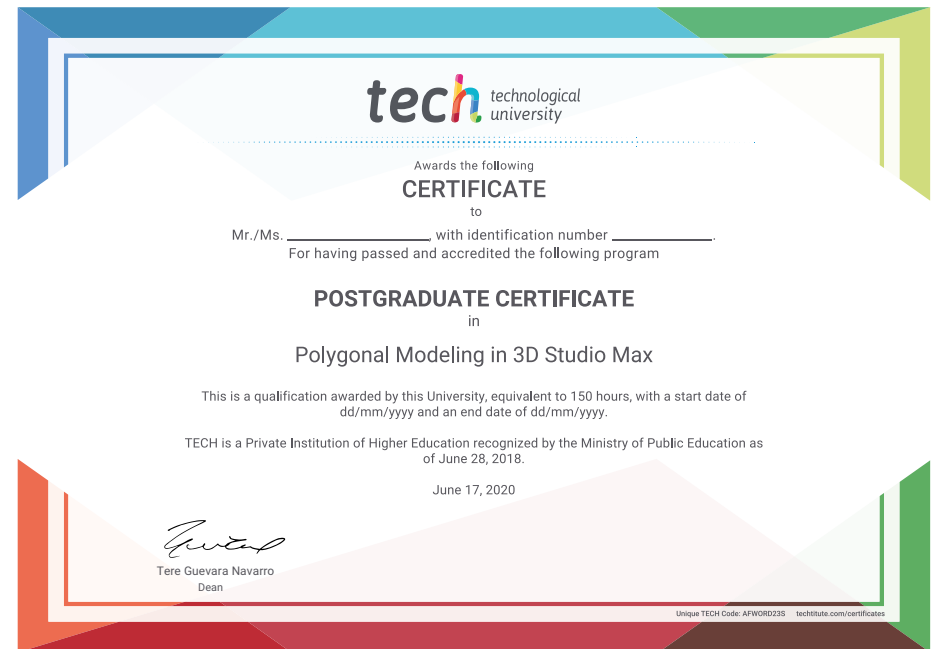 tech technological
university
Awards the following
CERTIFICATE
to
Mr./Ms. ____________, with identification number ____________.
For having passed and accredited the following program
POSTGRADUATE CERTIFICATE
in
Polygonal Modeling in 3D Studio Max
This is a qualification awarded by this University, equivalent to 150 hours, with a start date of
dd/mm/yyyy and an end date of dd/mm/yyyy.
TECH is a Private Institution of Higher Education recognized by the Ministry of Public Education as
of June 28, 2018.
June 17, 2020
Tere Guevara Navarro
Dean
Unique TECH Code: AFWORD23S techtitute.com/certificates